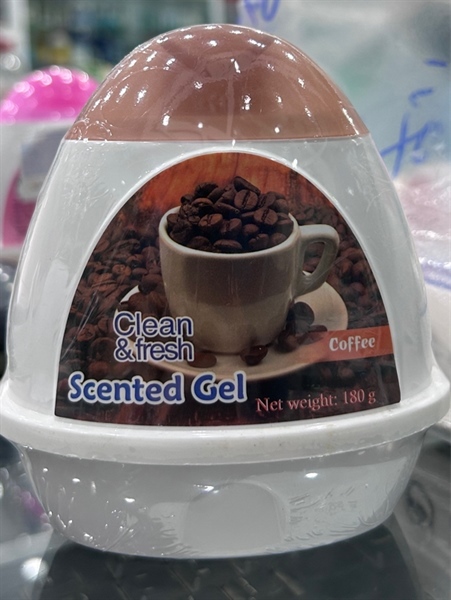 Clean
& fresh
Coffee
Scented Gel
Net weight: 180 g